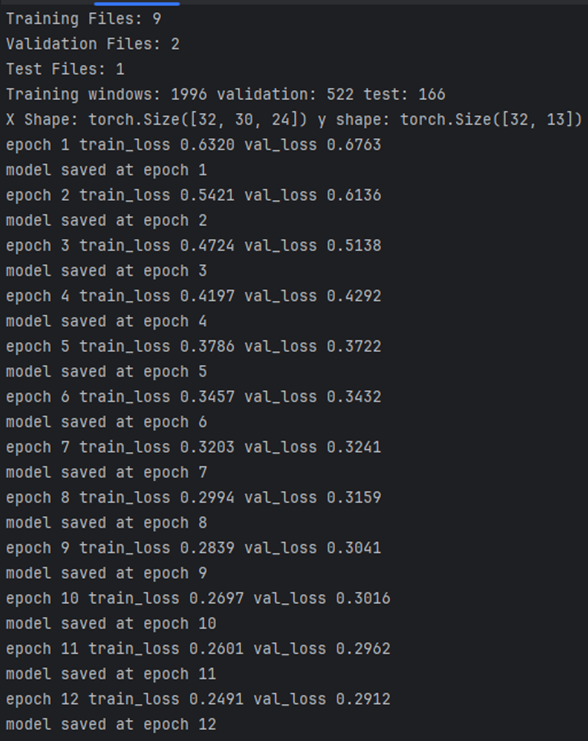 Training Files: 9
Validation Files: 2
Test Files: 1
Training windows: 1996 validation: 522 test: 166
X Shape: torch.Size([32, 30, 24]) y shape: torch.Size([32, 13])
epoch 1 train_loss 0.6320 val_loss 0.6763
model saved at epoch 1
epoch 2 train_loss 0.5421 val_loss 0.6136
model saved at epoch 2
epoch 3 train_loss 0.4724 val_loss 0.5138
model saved at epoch 3
epoch 4 train_loss 0.4197 val_loss 0.4292
model saved at epoch 4
epoch 5 train_loss 0.3786 val_loss 0.3722
model saved at epoch 5
epoch 6 train_loss 0.3457 val_loss 0.3432
model saved at epoch 6
epoch 7 train_loss 0.3203 val_loss 0.3241
model saved at epoch 7
epoch 8 train_loss 0.2994 val_loss 0.3159
model saved at epoch 8
epoch 9 train_loss 0.2839 val_loss 0.3041
model saved at epoch 9
epoch 10 train_loss 0.2697 val_loss 0.3016
model saved at epoch 10
epoch 11 train_loss 0.2601 val_loss 0.2962
model saved at epoch 11
epoch 12 train_loss 0.2491 val_loss 0.2912
model saved at epoch 12